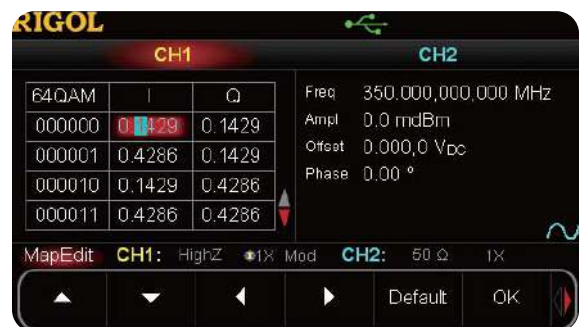 RIGOL
CH1 CH2
64QAM I Q
000000 0.1429 0.1429
000001 0.4286 0.1429
000010 0.1429 0.4286
000011 0.4286 0.4286
Freq 350.000,000,000 MHz
Ampl 0.0 mdBm
Offset 0.000,0 VDC
Phase 0.00 °
MapEdit CH1: HighZ 1X Mod CH2: 50 Ω 1X
Default OK